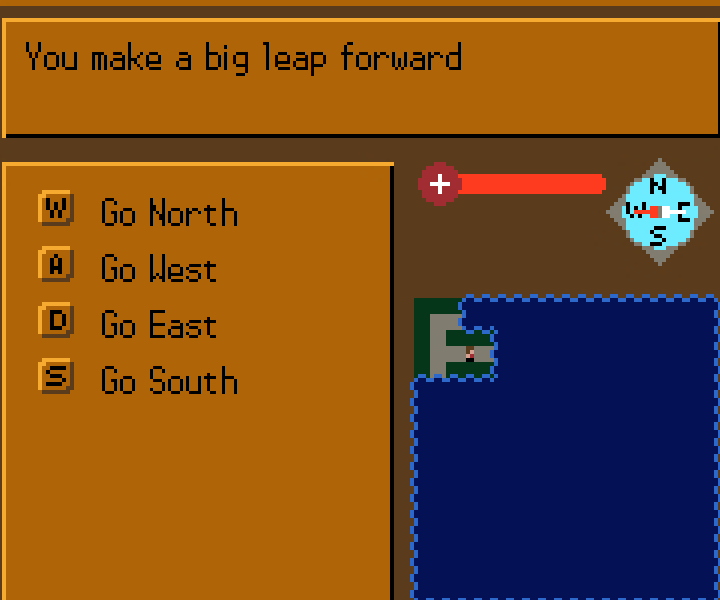 You make a big leap forward
W Go North
A Go West
D Go East
S Go South
N
W E
S